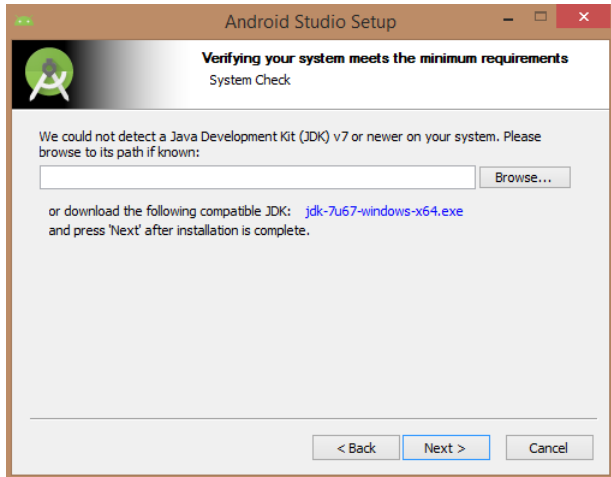 Android Studio Setup
Verifying your system meets the minimum requirements
System Check
We could not detect a Java Development Kit (JDK) v7 or newer on your system. Please
browse to its path if known:
Browse...
or download the following compatible JDK: jdk-7u67-windows-x64.exe
and press 'Next' after installation is complete.
< Back Next > Cancel